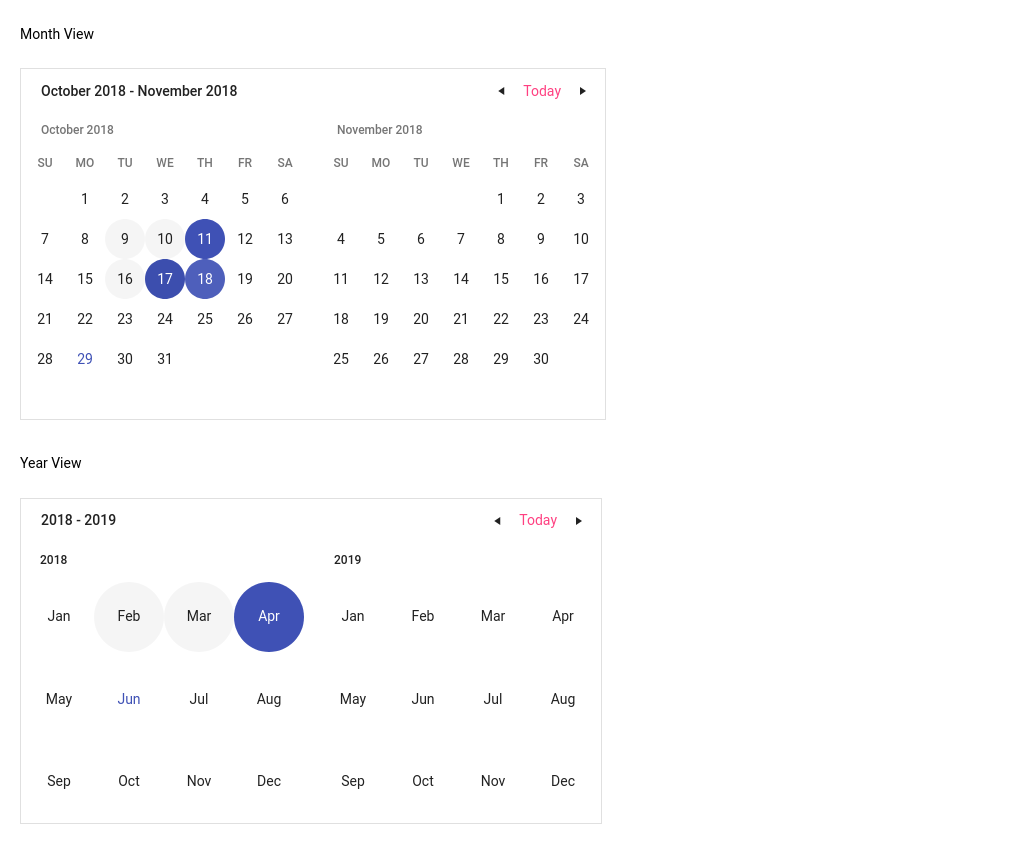 Month View
October 2018 - November 2018 Today
October 2018 November 2018
SU MO TU WE TH FR SA SU MO TU WE TH FR SA
1 2 3 4 5 6 1 2 3
7 8 9 10 11 12 13 4 5 6 7 8 9 10
14 15 16 17 18 19 20 11 12 13 14 15 16 17
21 22 23 24 25 26 27 18 19 20 21 22 23 24
28 29 30 31 25 26 27 28 29 30
Year View
2018 - 2019 Today
2018 2019
Jan Feb Mar Apr Jan Feb Mar Apr
May Jun Jul Aug May Jun Jul Aug
Sep Oct Nov Dec Sep Oct Nov Dec